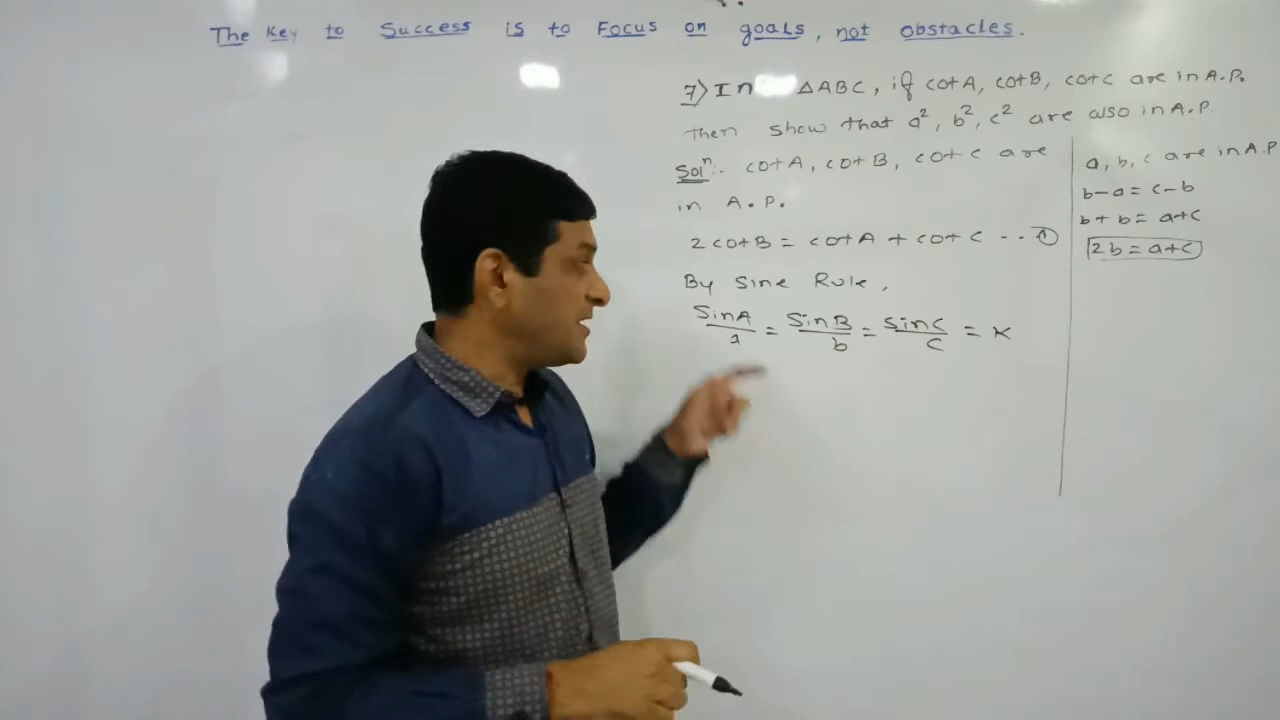 The Key to Success is to Focus on goals, not obstacles.
7) In △ABC, if cotA, cotB, cotC are in A.P.
then show that a², b², c² are also in A.P.
Solⁿ:- cotA, cotB, cotC are
in A.P.
2cotB = cotA + cotC --- ①
By Sine Rule,
SinA/a = SinB/b = SinC/c = K
a, b, c are in A.P
b-a = c-b
b+b = a+c
2b = a+c